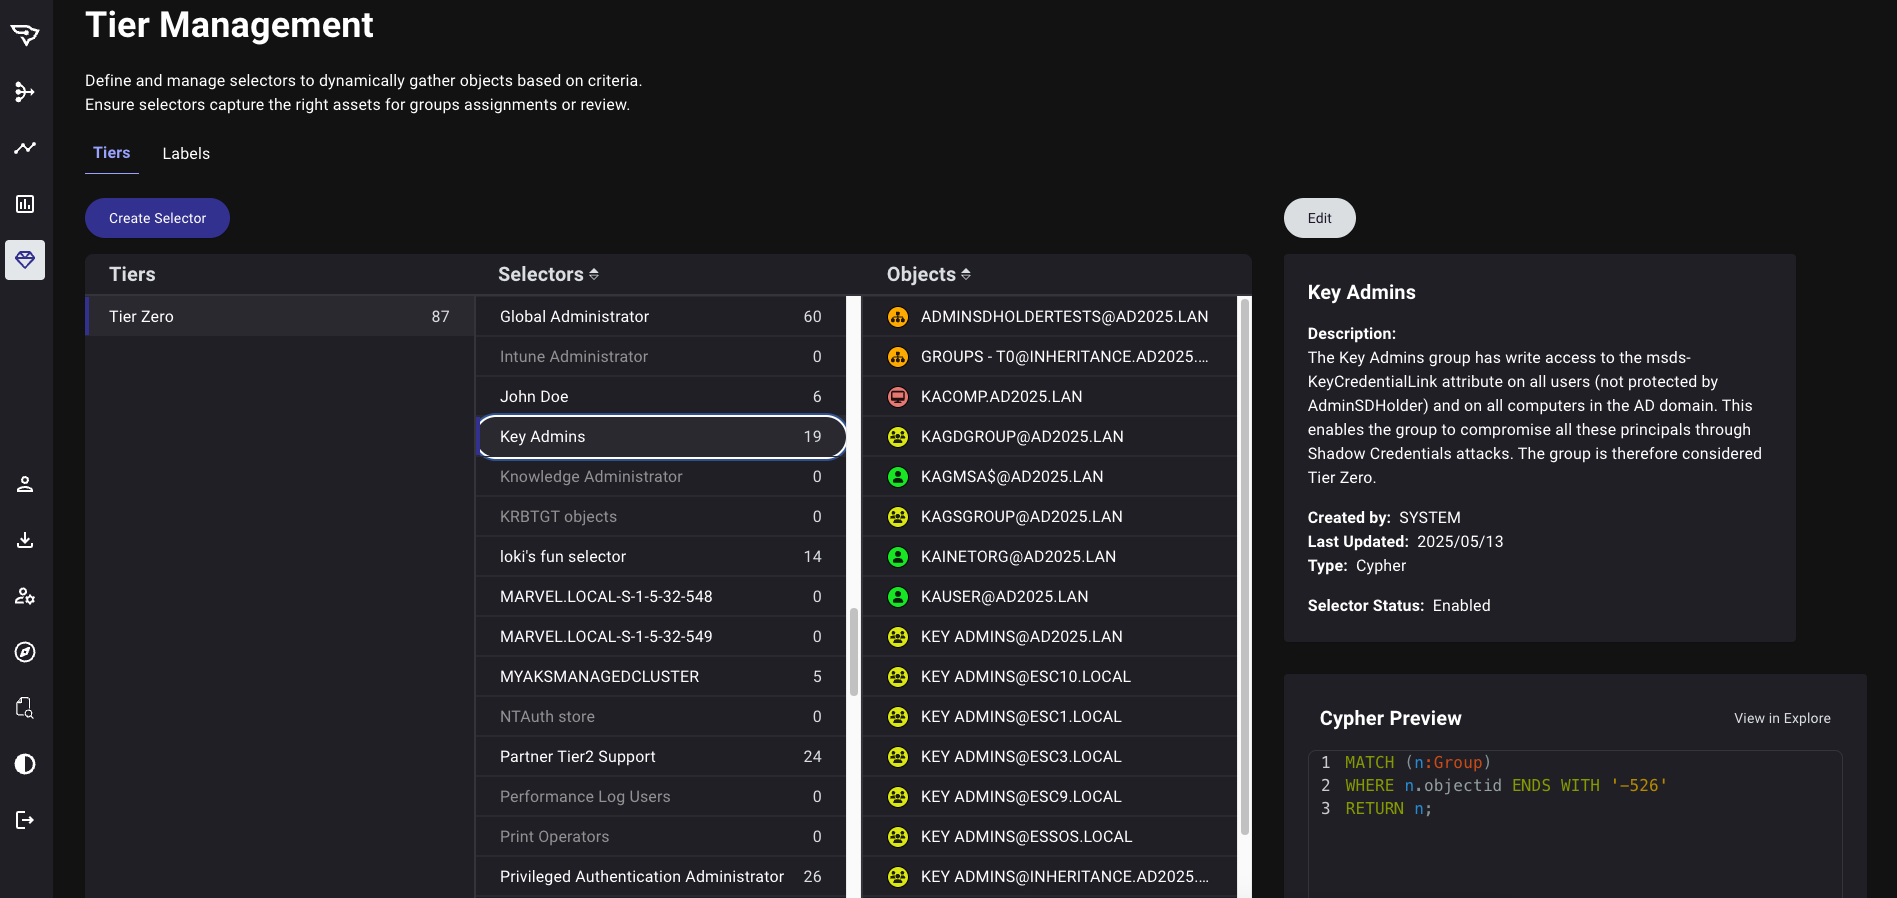 Tier Management
Define and manage selectors to dynamically gather objects based on criteria.
Ensure selectors capture the right assets for groups assignments or review.
Tiers
Labels
Create Selector
Edit
Tiers
Selectors
Objects
Tier Zero 87
Global Administrator 60
Intune Administrator 0
John Doe 6
Key Admins 19
Knowledge Administrator 0
KRBTGT objects 0
loki's fun selector 14
MARVEL.LOCAL-S-1-5-32-548 0
MARVEL.LOCAL-S-1-5-32-549 0
MYAKSMANAGEDCLUSTER 5
NTAuth store 0
Partner Tier2 Support 24
Performance Log Users 0
Print Operators 0
Privileged Authentication Administrator 26
ADMINSDHOLDERTESTS@AD2025.LAN
GROUPS - T0@INHERITANCE.AD2025....
KACOMP.AD2025.LAN
KAGDGROUP@AD2025.LAN
KAGMSA$@AD2025.LAN
KAGSGROUP@AD2025.LAN
KAINETORG@AD2025.LAN
KAUSER@AD2025.LAN
KEY ADMINS@AD2025.LAN
KEY ADMINS@ESC10.LOCAL
KEY ADMINS@ESC1.LOCAL
KEY ADMINS@ESC3.LOCAL
KEY ADMINS@ESC9.LOCAL
KEY ADMINS@ESSOS.LOCAL
KEY ADMINS@INHERITANCE.AD2025....
Key Admins
Description:
The Key Admins group has write access to the msds-
KeyCredentialLink attribute on all users (not protected by
AdminSDHolder) and on all computers in the AD domain. This
enables the group to compromise all these principals through
Shadow Credentials attacks. The group is therefore considered
Tier Zero.
Created by: SYSTEM
Last Updated: 2025/05/13
Type: Cypher
Selector Status: Enabled
Cypher Preview
View in Explore
1 MATCH (n:Group)
2 WHERE n.objectid ENDS WITH '-526'
3 RETURN n;